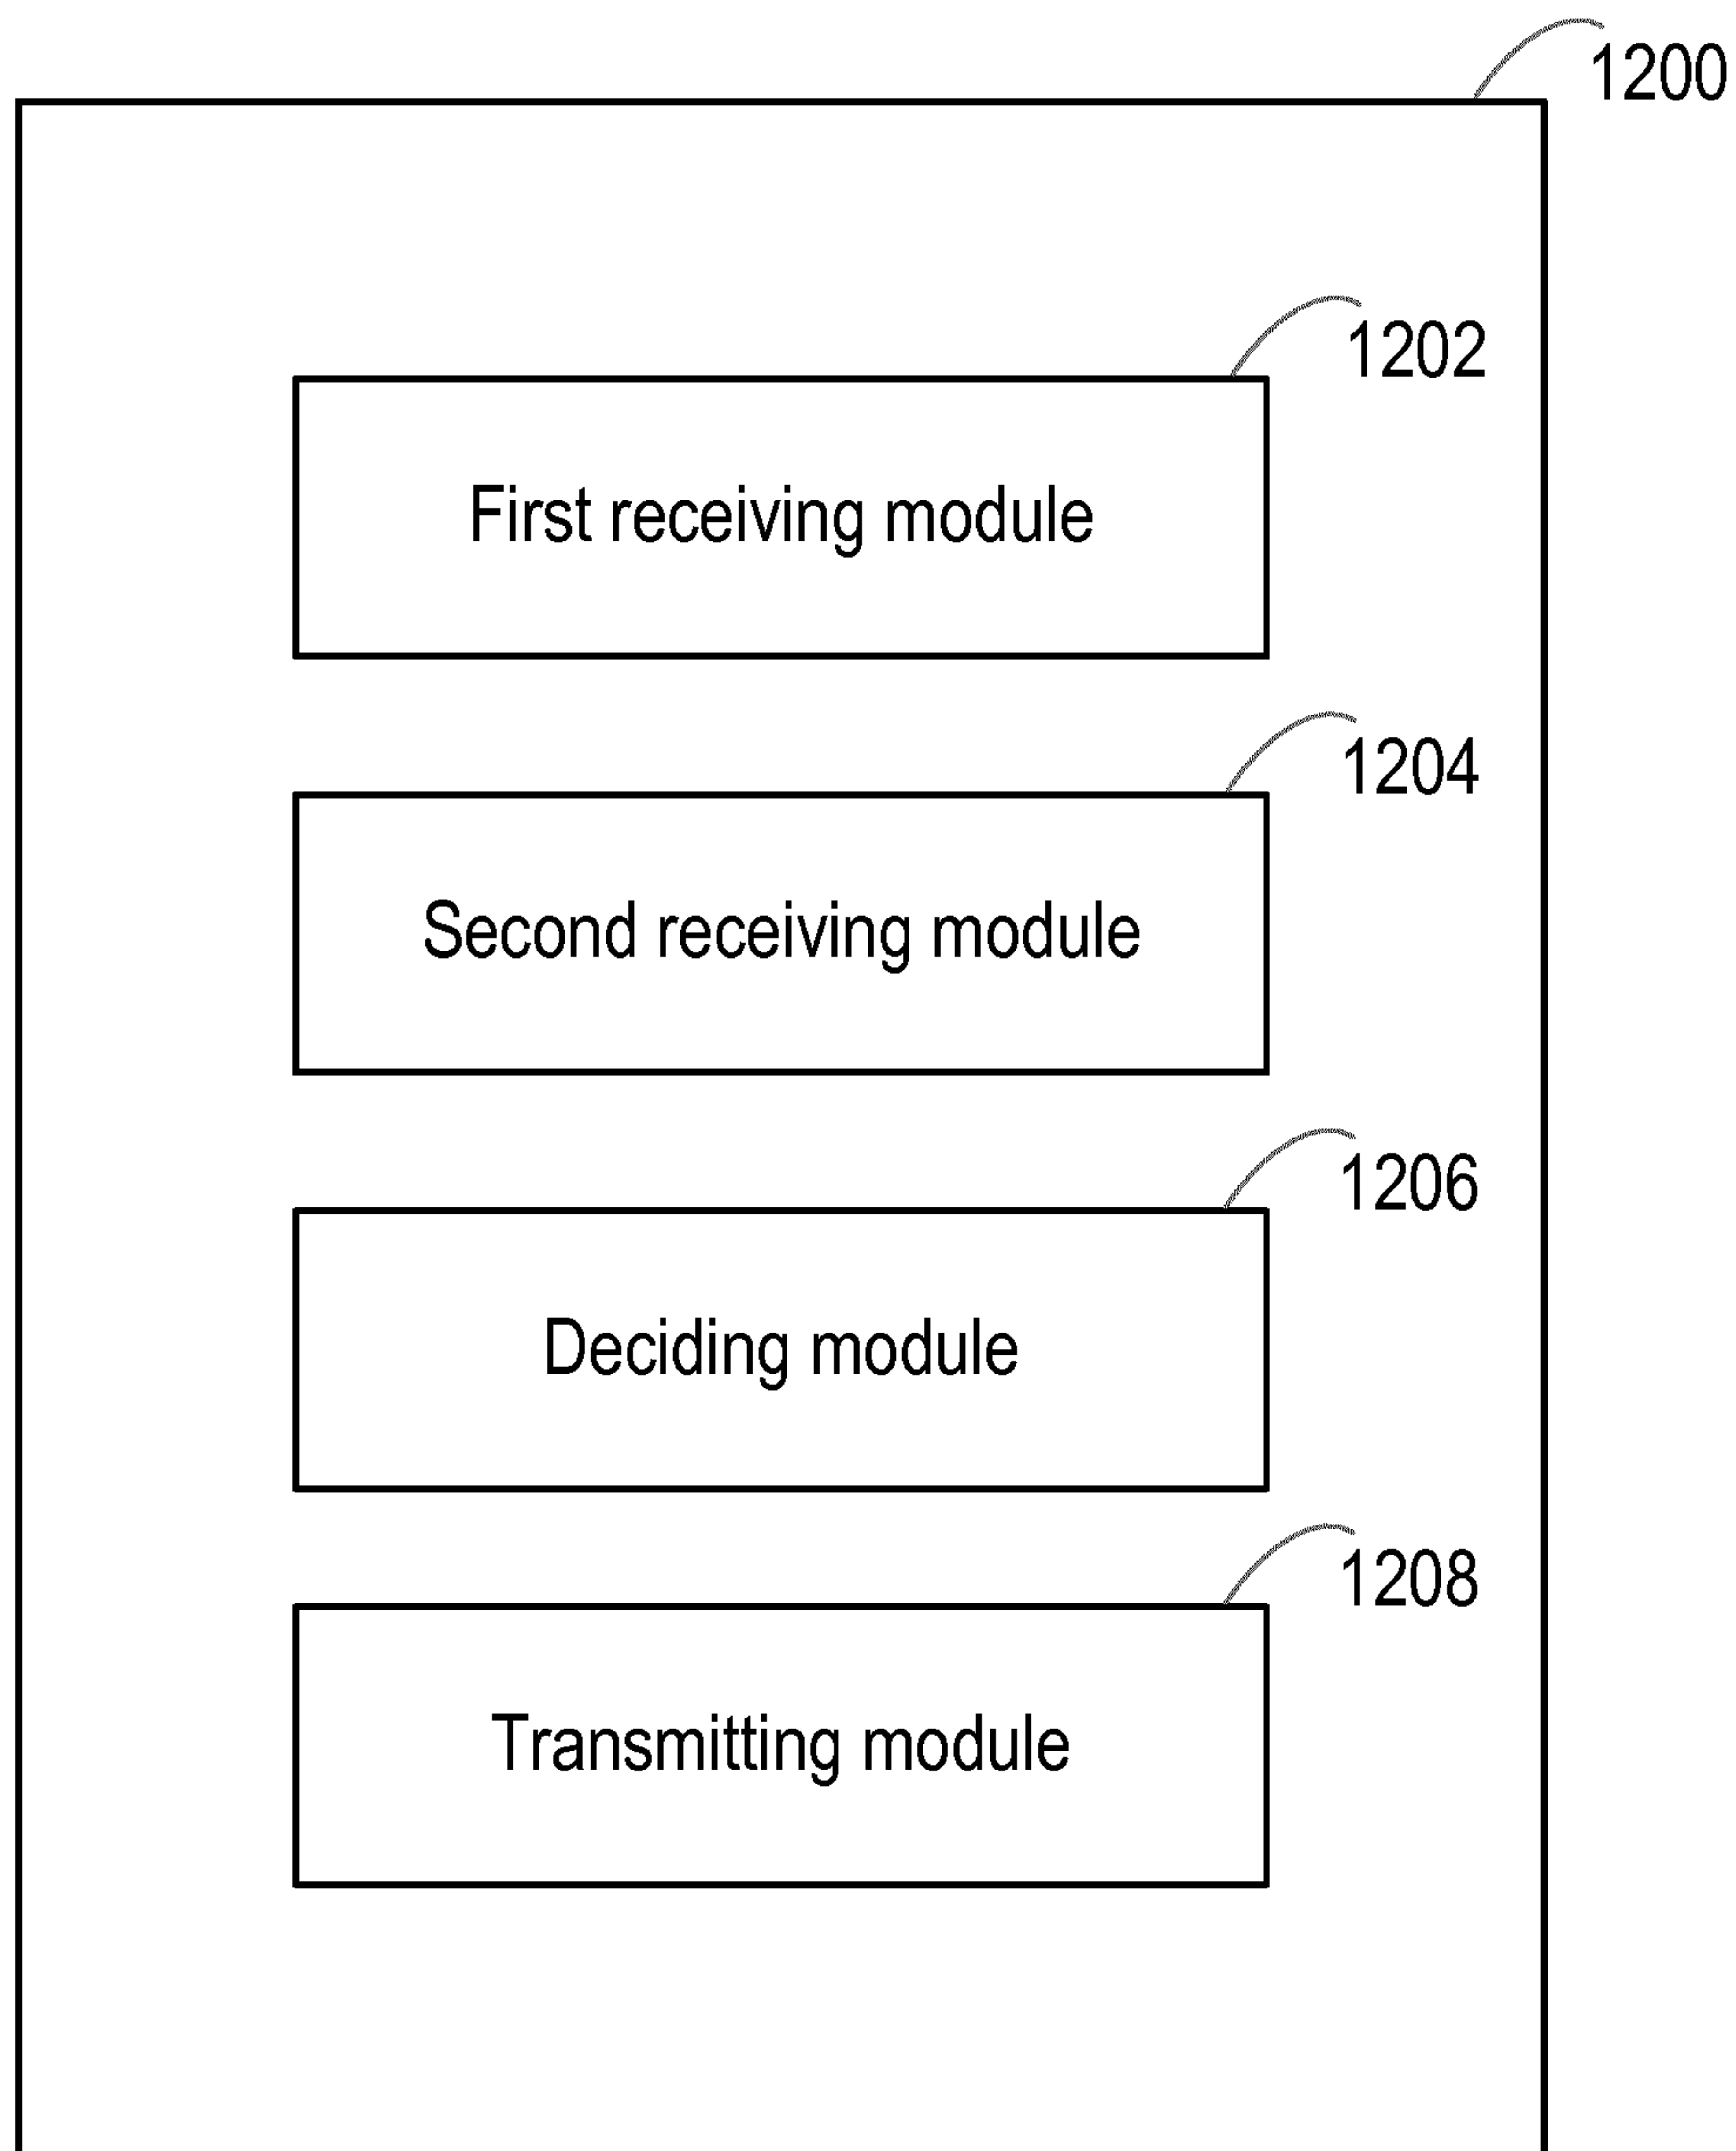 1200
1202
First receiving module
1204
Second receiving module
1206
Deciding module
1208
Transmitting module